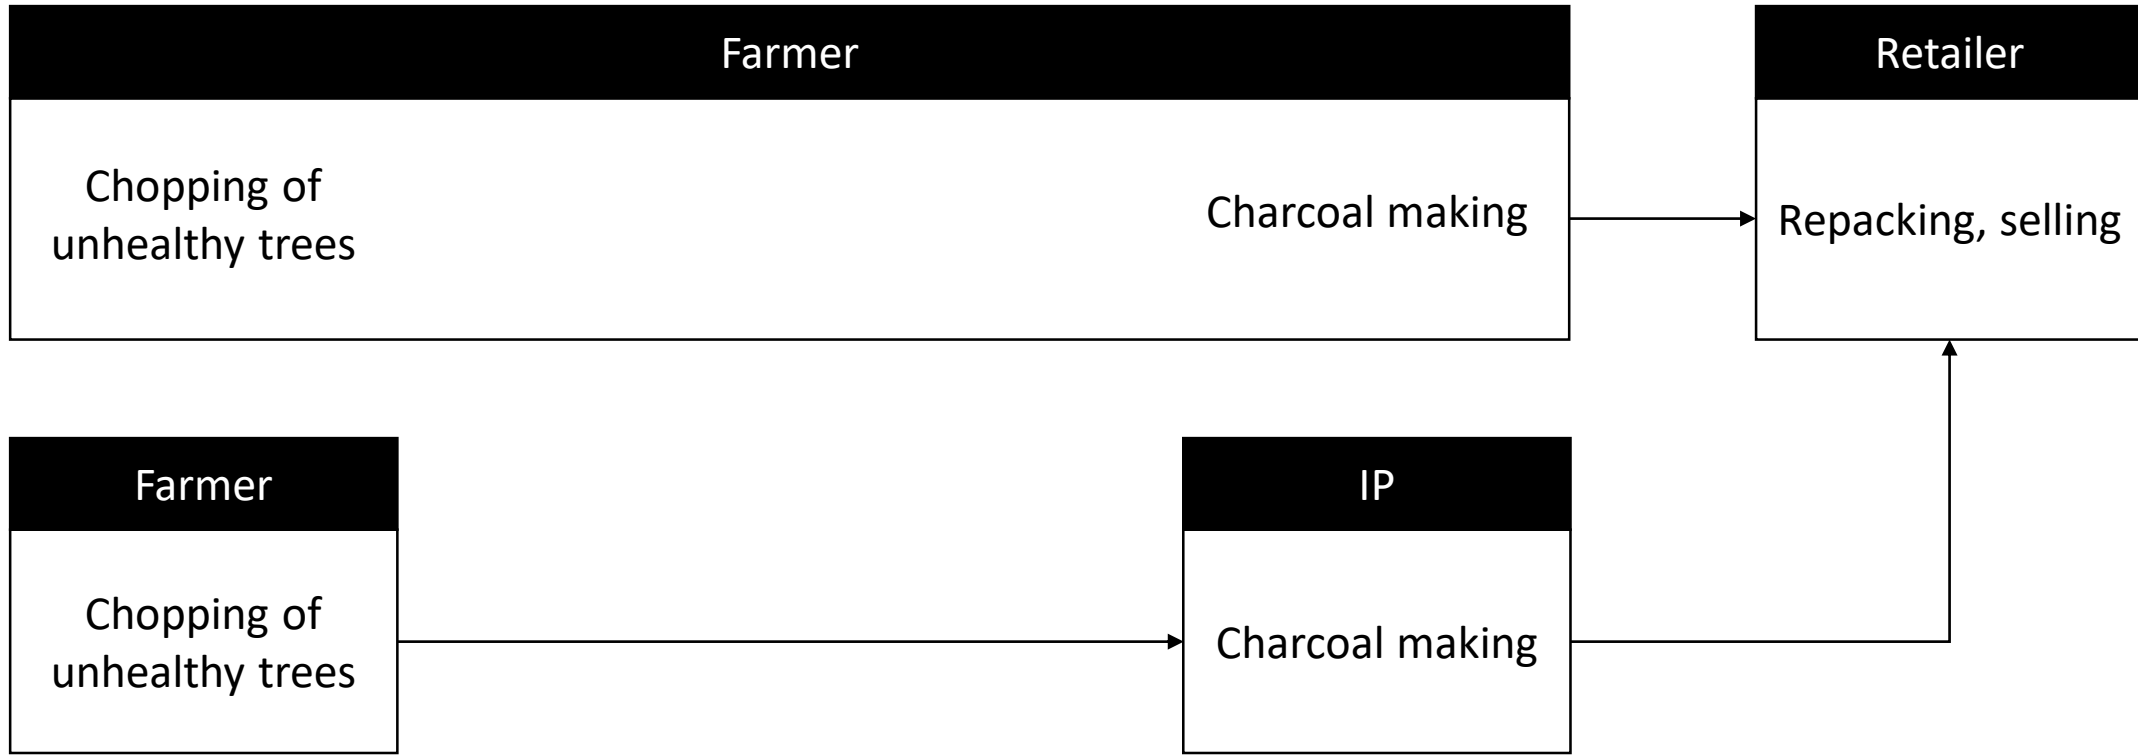 Farmer
Retailer
Chopping of
unhealthy trees
Charcoal making
Repacking, selling
Farmer
IP
Chopping of
unhealthy trees
Charcoal making